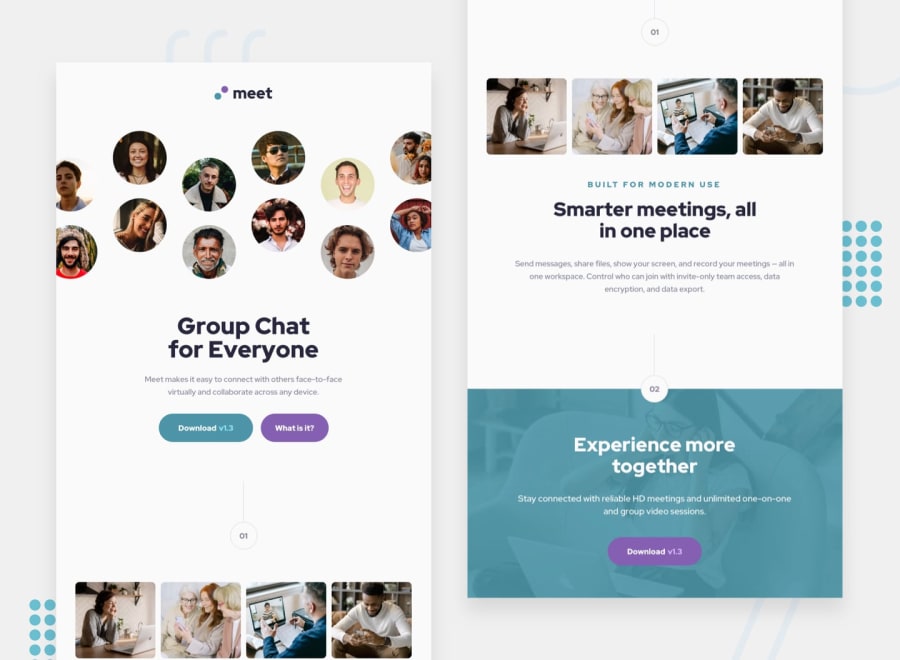 meet
Group Chat
for Everyone
Meet makes it easy to connect with others face-to-face
virtually and collaborate across any device.
Download v1.3
What is it?
01
01
BUILT FOR MODERN USE
Smarter meetings, all
in one place
Send messages, share files, show your screen, and record your meetings — all in
one workspace. Control who can join with invite-only team access, data
encryption, and data export.
02
Experience more
together
Stay connected with reliable HD meetings and unlimited one-on-one
and group video sessions.
Download v1.3